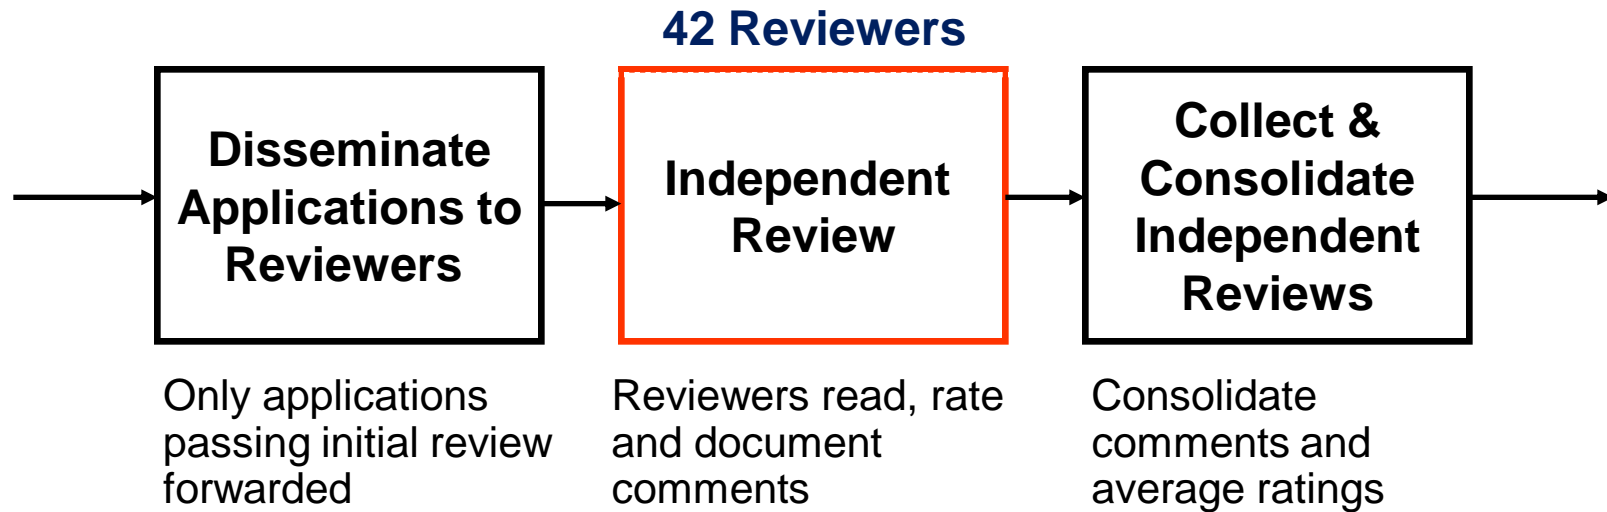 42 Reviewers
Disseminate
Applications to
Reviewers
Independent
Review
Collect &
Consolidate
Independent
Reviews
Only applications
passing initial review
forwarded
Reviewers read, rate
and document
comments
Consolidate
comments and
average ratings